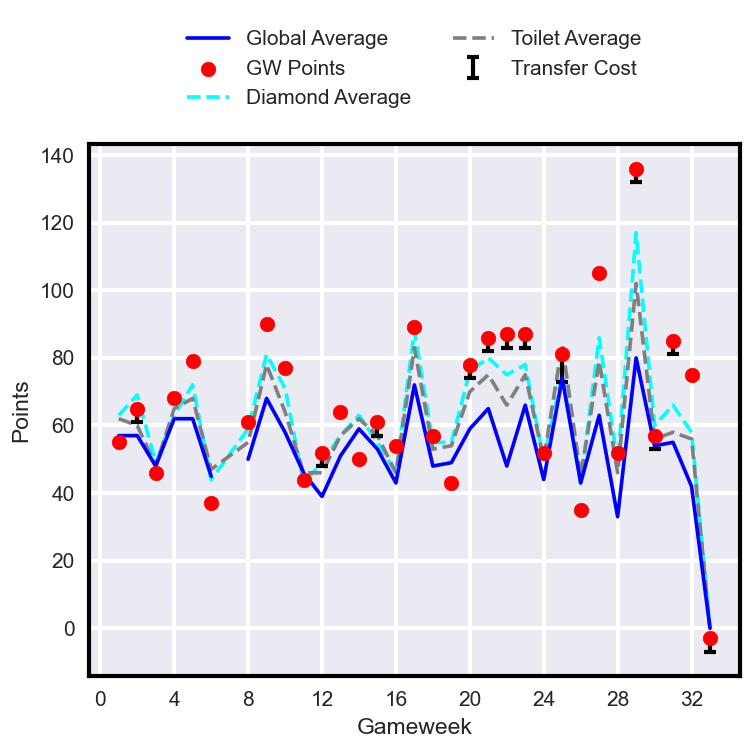 Global Average
GW Points
Diamond Average
Toilet Average
Transfer Cost
Points
140
120
100
80
60
40
20
0
0 4 8 12 16 20 24 28 32
Gameweek